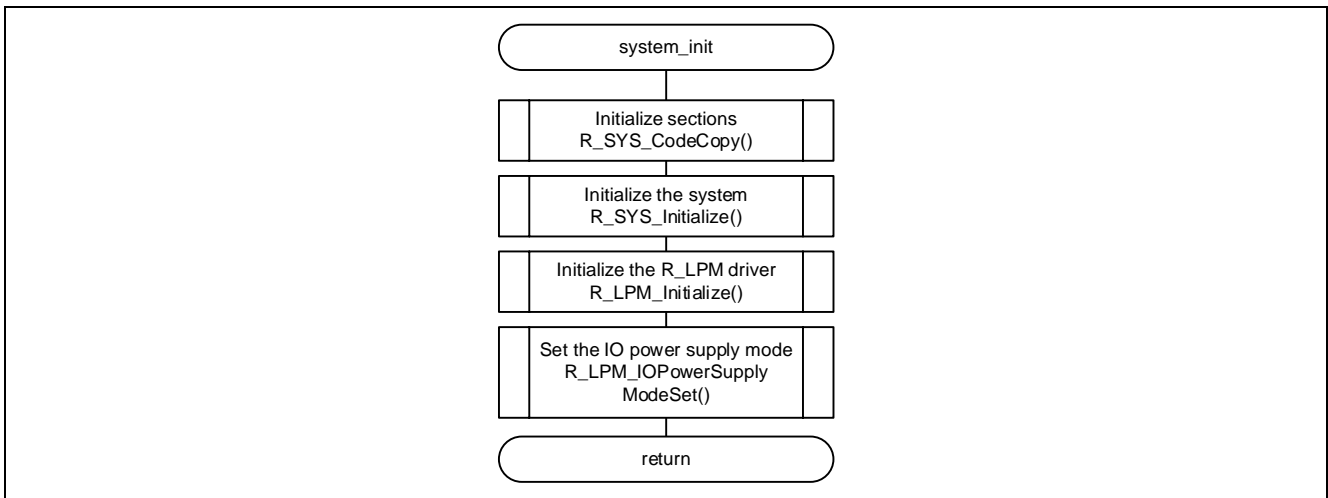 system_init
Initialize sections
R_SYS_CodeCopy()
Initialize the system
R_SYS_Initialize()
Initialize the R_LPM driver
R_LPM_Initialize()
Set the IO power supply mode
R_LPM_IOPowerSupply
ModeSet()
return